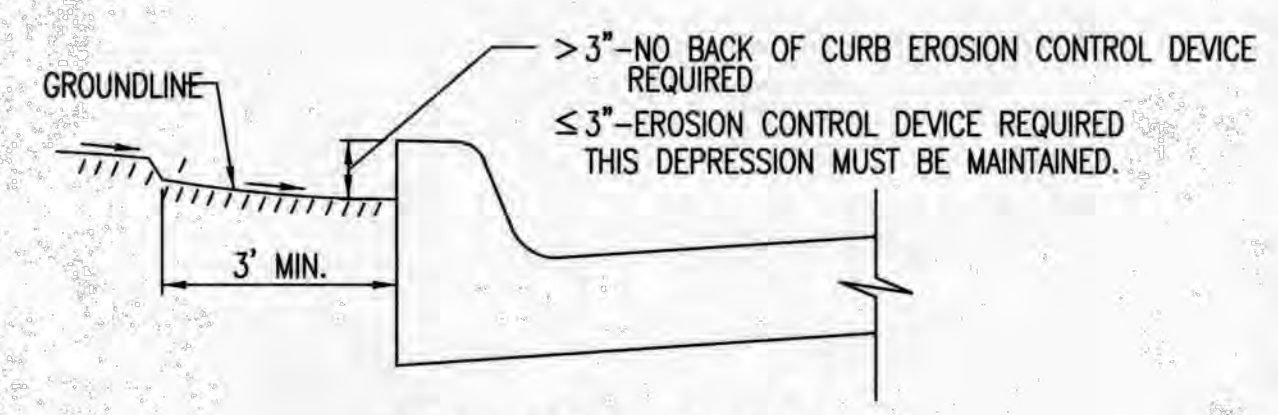 > 3"-NO BACK OF CURB EROSION CONTROL DEVICE
REQUIRED
GROUNDLINE
≤ 3"-EROSION CONTROL DEVICE REQUIRED
THIS DEPRESSION MUST BE MAINTAINED.
3' MIN.